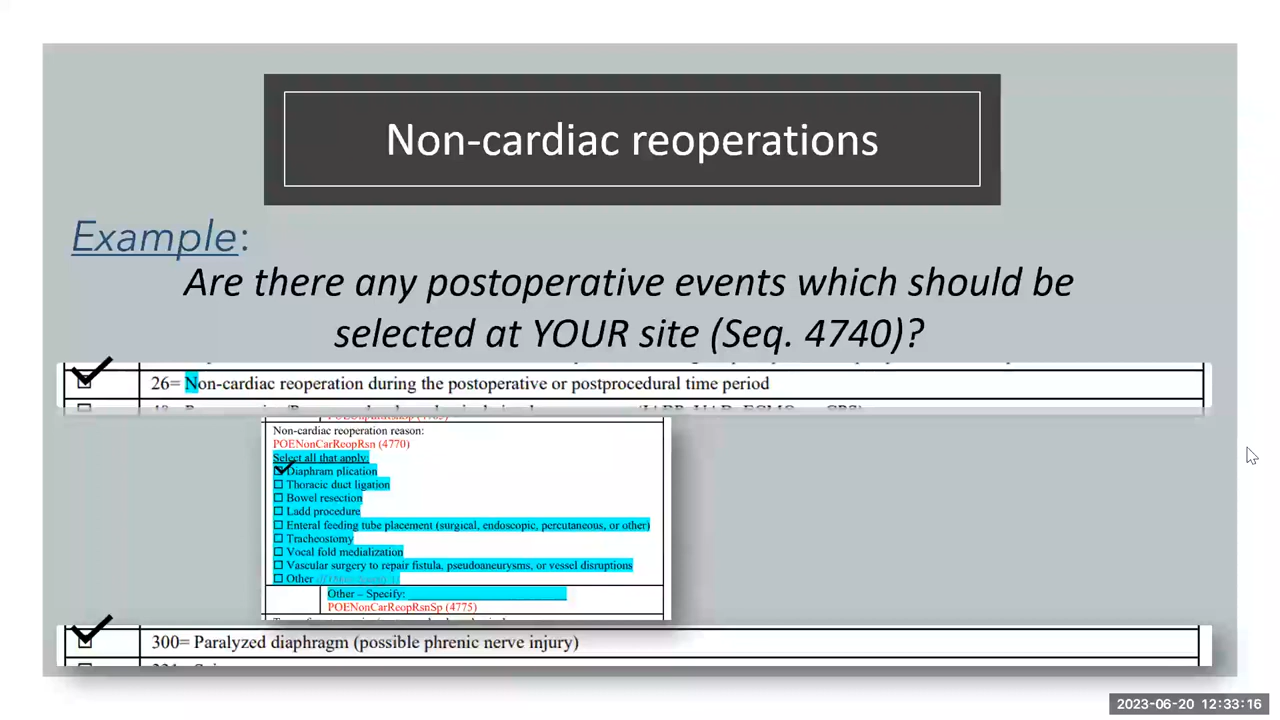 Non-cardiac reoperations
Example:
Are there any postoperative events which should be
selected at YOUR site (Seq. 4740)?
26= Non-cardiac reoperation during the postoperative or postprocedural time period
Non-cardiac reoperation reason:
POENonCarReopRsn (4770)
Select all that apply:
Diaphram plication
Thoracic duct ligation
Bowel resection
Ladd procedure
Enteral feeding tube placement (surgical, endoscopic, percutaneous, or other)
Tracheostomy
Vocal fold medialization
Vascular surgery to repair fistula, pseudoaneurysms, or vessel disruptions
Other
Other – Specify:
POENonCarReopRsnSp (4775)
300= Paralyzed diaphragm (possible phrenic nerve injury)
2023-06-20 12:33:16